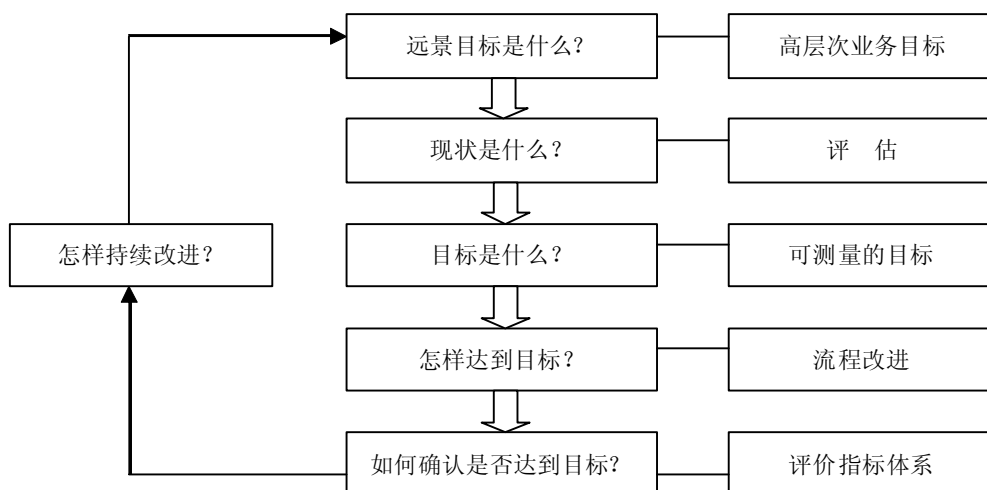 远景目标是什么？
高层次业务目标
现状是什么？
评 估
怎样持续改进？
目标是什么？
可测量的目标
怎样达到目标？
流程改进
如何确认是否达到目标？
评价指标体系